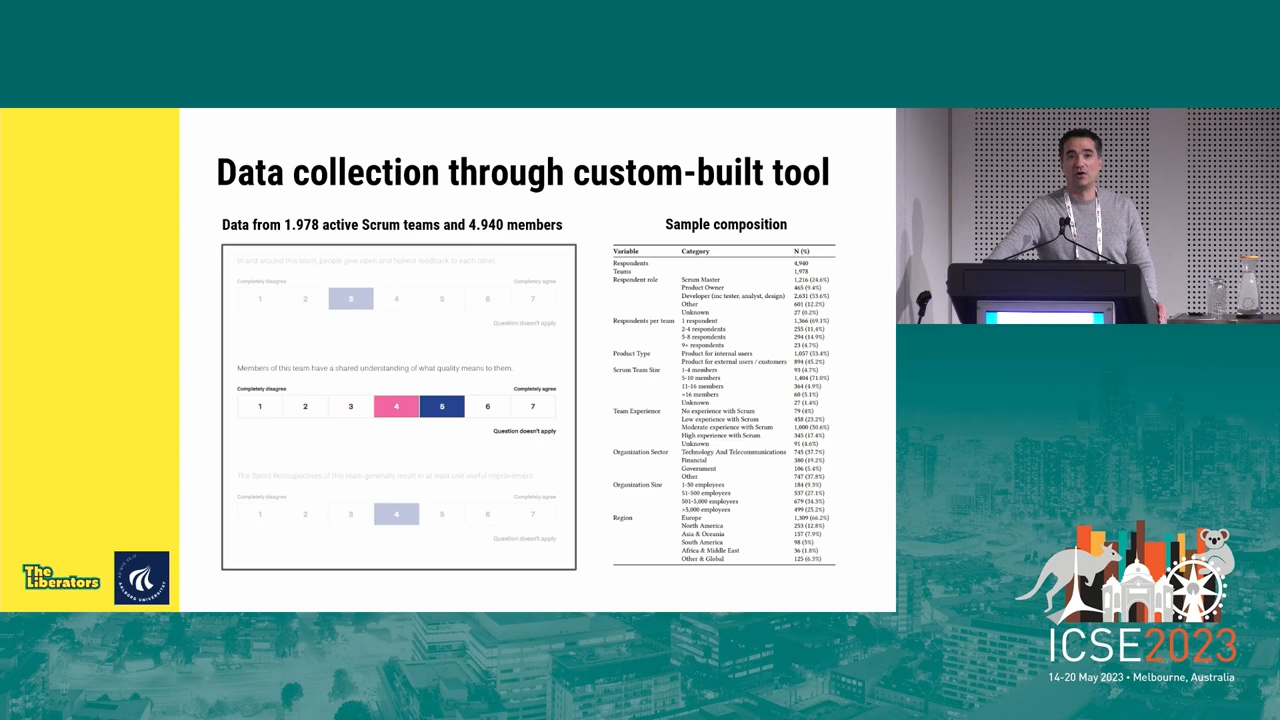 Data collection through custom-built tool
Data from 1.978 active Scrum teams and 4.940 members
In and around this team, people give open and honest feedback to each other.
Completely disagree Completely agree
1 2 3 4 5 6 7
Question doesn't apply
Members of this team have a shared understanding of what quality means to them.
Completely disagree Completely agree
1 2 3 4 5 6 7
Question doesn't apply
The Sprint Retrospectives of this team generally result in at least one useful improvement.
Completely disagree Completely agree
1 2 3 4 5 6 7
Question doesn't apply
Sample composition
Variable Category N (%)
Respondents 4,940
Teams 1,978
Respondent role Scrum Master 1,216 (24.6%)
Product Owner 465 (9.4%)
Developer (inc tester, analyst, design) 2,631 (53.6%)
Other 601 (12.2%)
Unknown 27 (0.2%)
Respondents per team 1 respondent 1,366 (69.1%)
2-4 respondents 255 (11,4%)
5-8 respondents 294 (14.9%)
9+ respondents 23 (4.7%)
Product Type Product for internal users 1,057 (53.4%)
Product for external users / customers 894 (45.2%)
Scrum Team Size 1-4 members 93 (4.7%)
5-10 members 1,404 (71.0%)
11-16 members 364 (4.9%)
>16 members 60 (5.1%)
Unknown 27 (1.4%)
Team Experience No experience with Scrum 79 (4%)
Low experience with Scrum 458 (23.2%)
Moderate experience with Scrum 1,000 (50.6%)
High experience with Scrum 345 (17.4%)
Unknown 91 (4.6%)
Organization Sector Technology And Telecommunications 745 (37.7%)
Financial 380 (19.2%)
Government 106 (5.4%)
Other 747 (37.8%)
Organization Size 1-50 employees 184 (9.3%)
51-500 employees 537 (27.1%)
501-5,000 employees 679 (34.3%)
>5,000 employees 499 (25.2%)
Region Europe 1,309 (66.2%)
North America 253 (12.8%)
Asia & Oceania 157 (7.9%)
South America 98 (5%)
Africa & Middle East 36 (1.8%)
Other & Global 125 (6.3%)
The Liberators
AALBORG UNIVERSITET
ICSE2023
14-20 May 2023 • Melbourne, Australia